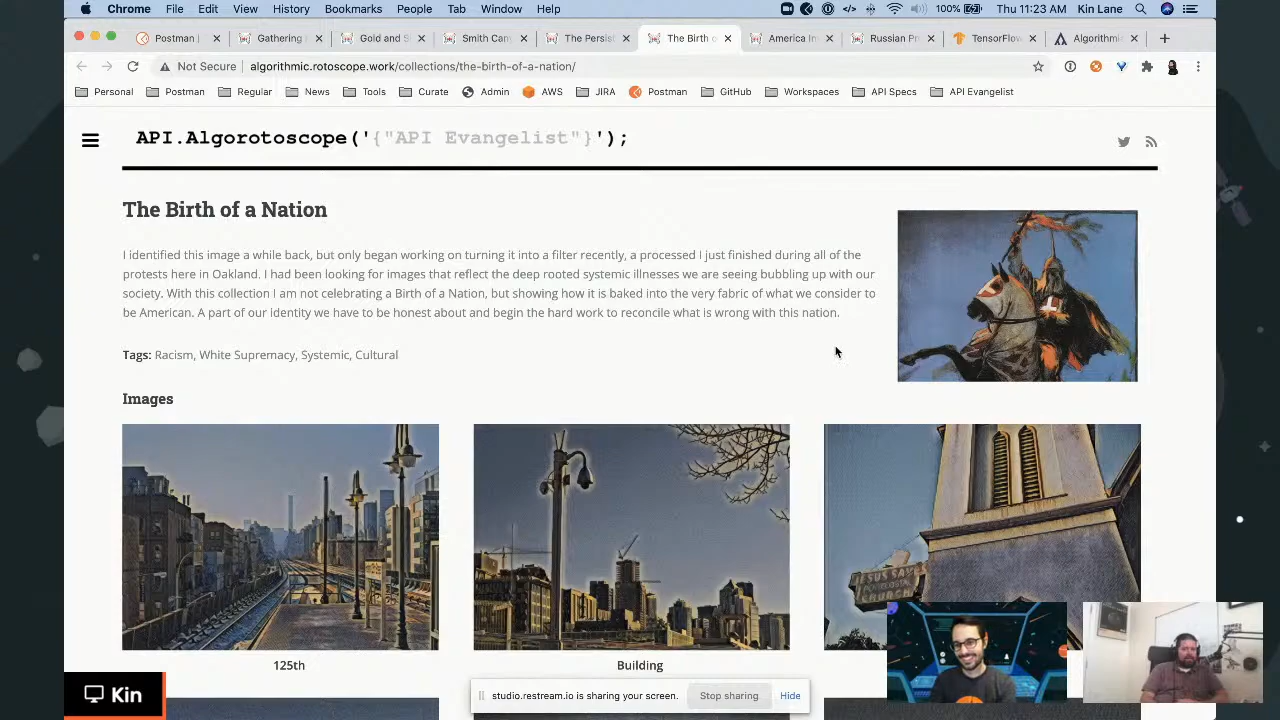 Chrome File Edit View History Bookmarks People Tab Window Help 100% Thu 11:23 AM Kin Lane
Postman | Gathering | Gold and S Smith Cam The Persist The Birth o America In Russian Pr TensorFlow Algorithmic
Not Secure | algorithmic.rotoscope.work/collections/the-birth-of-a-nation/
Personal Postman Regular News Tools Curate Admin AWS JIRA Postman GitHub Workspaces API Specs API Evangelist
API.Algorotoscope('{"API Evangelist"}');
The Birth of a Nation
I identified this image a while back, but only began working on turning it into a filter recently, a processed I just finished during all of the
protests here in Oakland. I had been looking for images that reflect the deep rooted systemic illnesses we are seeing bubbling up with our
society. With this collection I am not celebrating a Birth of a Nation, but showing how it is baked into the very fabric of what we consider to
be American. A part of our identity we have to be honest about and begin the hard work to reconcile what is wrong with this nation.
Tags: Racism, White Supremacy, Systemic, Cultural
Images
JESUS SAV
CHURCH
125th
Building
Kin
studio.restream.io is sharing your screen. Stop sharing Hide